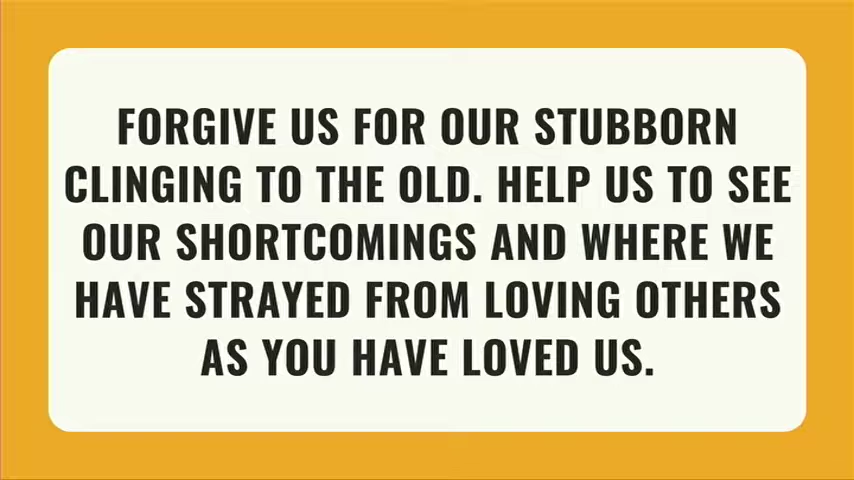 FORGIVE US FOR OUR STUBBORN
CLINGING TO THE OLD. HELP US TO SEE
OUR SHORTCOMINGS AND WHERE WE
HAVE STRAYED FROM LOVING OTHERS
AS YOU HAVE LOVED US.